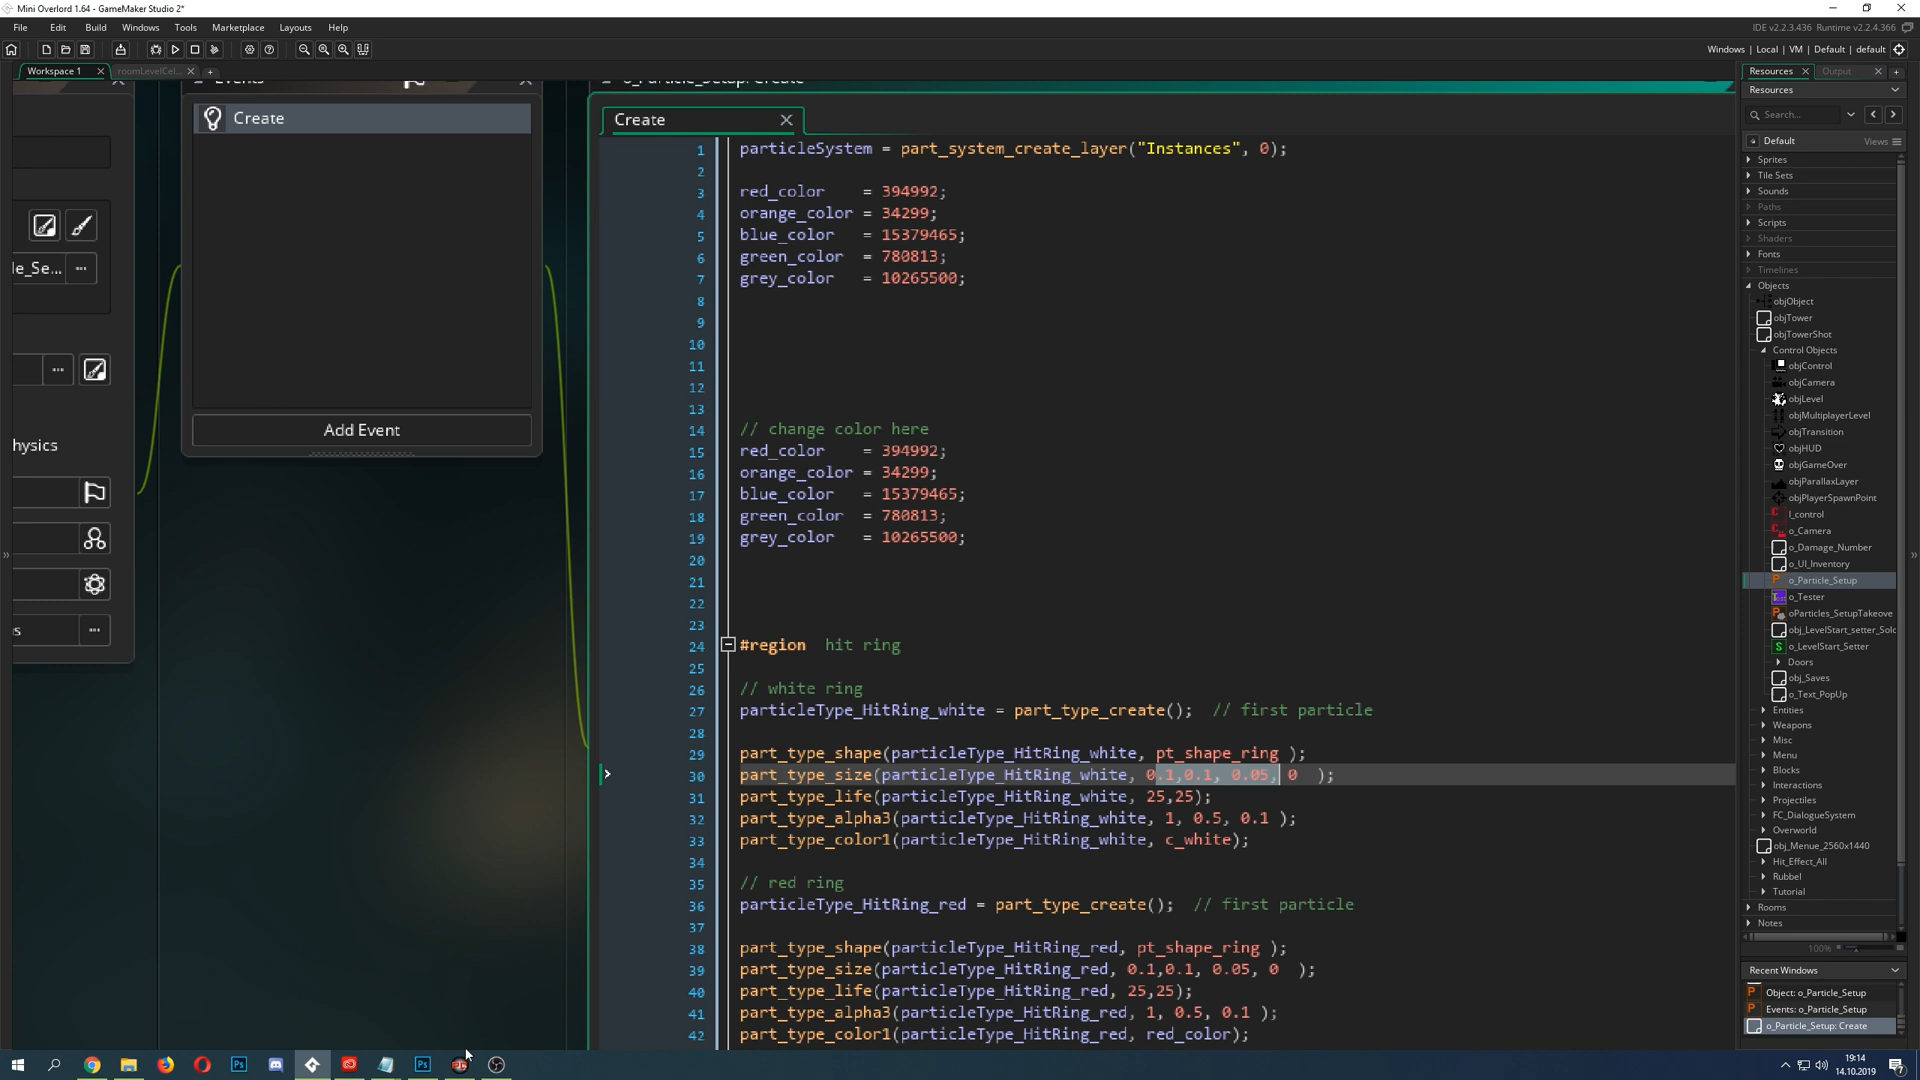 Mini Overlord 1.64 - GameMaker Studio 2*
File Edit Build Windows Tools Marketplace Layouts Help
IDE v2.2.3.436 Runtime v2.2.4.366
Windows | Local | VM | Default | default
Workspace 1
roomLevelCel...
Events
o_Particle_Setup: Create
Create
Create
Add Event
le_Se...
hysics
1 particleSystem = part_system_create_layer("Instances", 0);
2
3 red_color = 394992;
4 orange_color = 34299;
5 blue_color = 15379465;
6 green_color = 780813;
7 grey_color = 10265500;
8
9
10
11
12
13
14 // change color here
15 red_color = 394992;
16 orange_color = 34299;
17 blue_color = 15379465;
18 green_color = 780813;
19 grey_color = 10265500;
20
21
22
23
24 #region hit ring
25
26 // white ring
27 particleType_HitRing_white = part_type_create(); // first particle
28
29 part_type_shape(particleType_HitRing_white, pt_shape_ring );
30 part_type_size(particleType_HitRing_white, 0.1,0.1, 0.05, 0 );
31 part_type_life(particleType_HitRing_white, 25,25);
32 part_type_alpha3(particleType_HitRing_white, 1, 0.5, 0.1 );
33 part_type_color1(particleType_HitRing_white, c_white);
34
35 // red ring
36 particleType_HitRing_red = part_type_create(); // first particle
37
38 part_type_shape(particleType_HitRing_red, pt_shape_ring );
39 part_type_size(particleType_HitRing_red, 0.1,0.1, 0.05, 0 );
40 part_type_life(particleType_HitRing_red, 25,25);
41 part_type_alpha3(particleType_HitRing_red, 1, 0.5, 0.1 );
42 part_type_color1(particleType_HitRing_red, red_color);
Resources Output
Resources
Search...
Default Views
Sprites
Tile Sets
Sounds
Paths
Scripts
Shaders
Fonts
Timelines
Objects
objObject
objTower
objTowerShot
Control Objects
objControl
objCamera
objLevel
objMultiplayerLevel
objTransition
objHUD
objGameOver
objParallaxLayer
objPlayerSpawnPoint
I_control
o_Camera
o_Damage_Number
o_UI_Inventory
o_Particle_Setup
o_Tester
oParticles_SetupTakeove
obj_LevelStart_setter_Solo
o_LevelStart_Setter
Doors
obj_Saves
o_Text_PopUp
Entities
Weapons
Misc
Menu
Blocks
Interactions
Projectiles
FC_DialogueSystem
Overworld
obj_Menue_2560x1440
Hit_Effect_All
Rubbel
Tutorial
Rooms
Notes
100%
Recent Windows
Object: o_Particle_Setup
Events: o_Particle_Setup
o_Particle_Setup: Create
19:14
14.10.2019